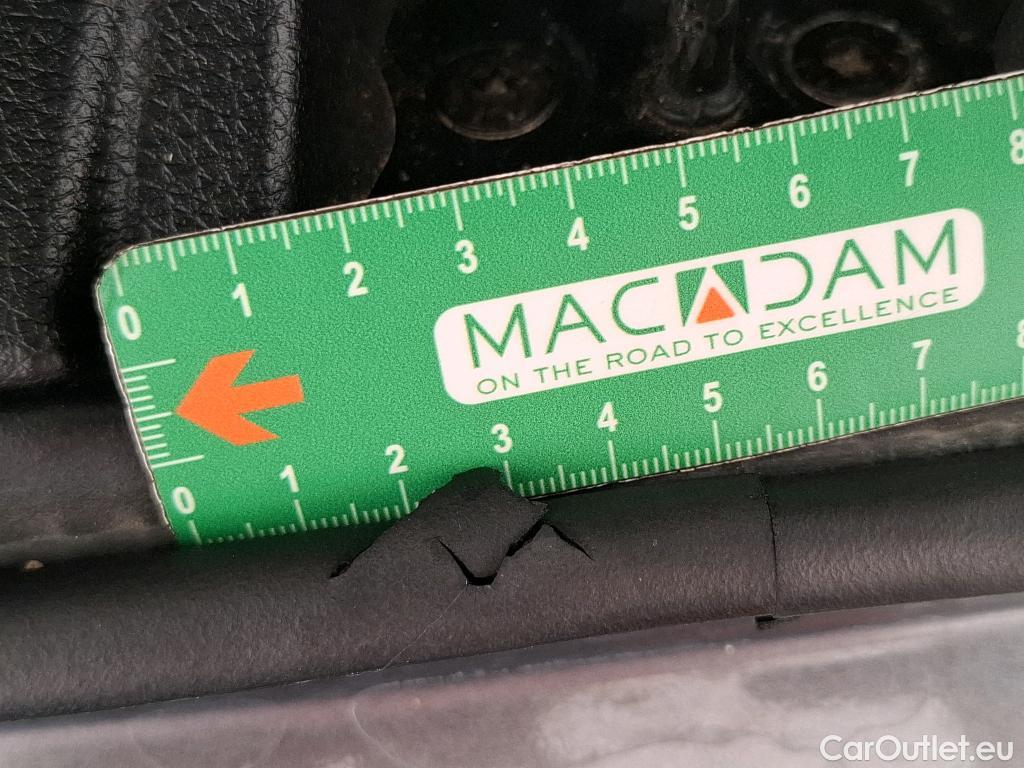 0 1 2 3 4 5 6 7 8
MACADAM
ON THE ROAD TO EXCELLENCE
0 1 2 3 4 5 6 7 8
CarOutlet.eu